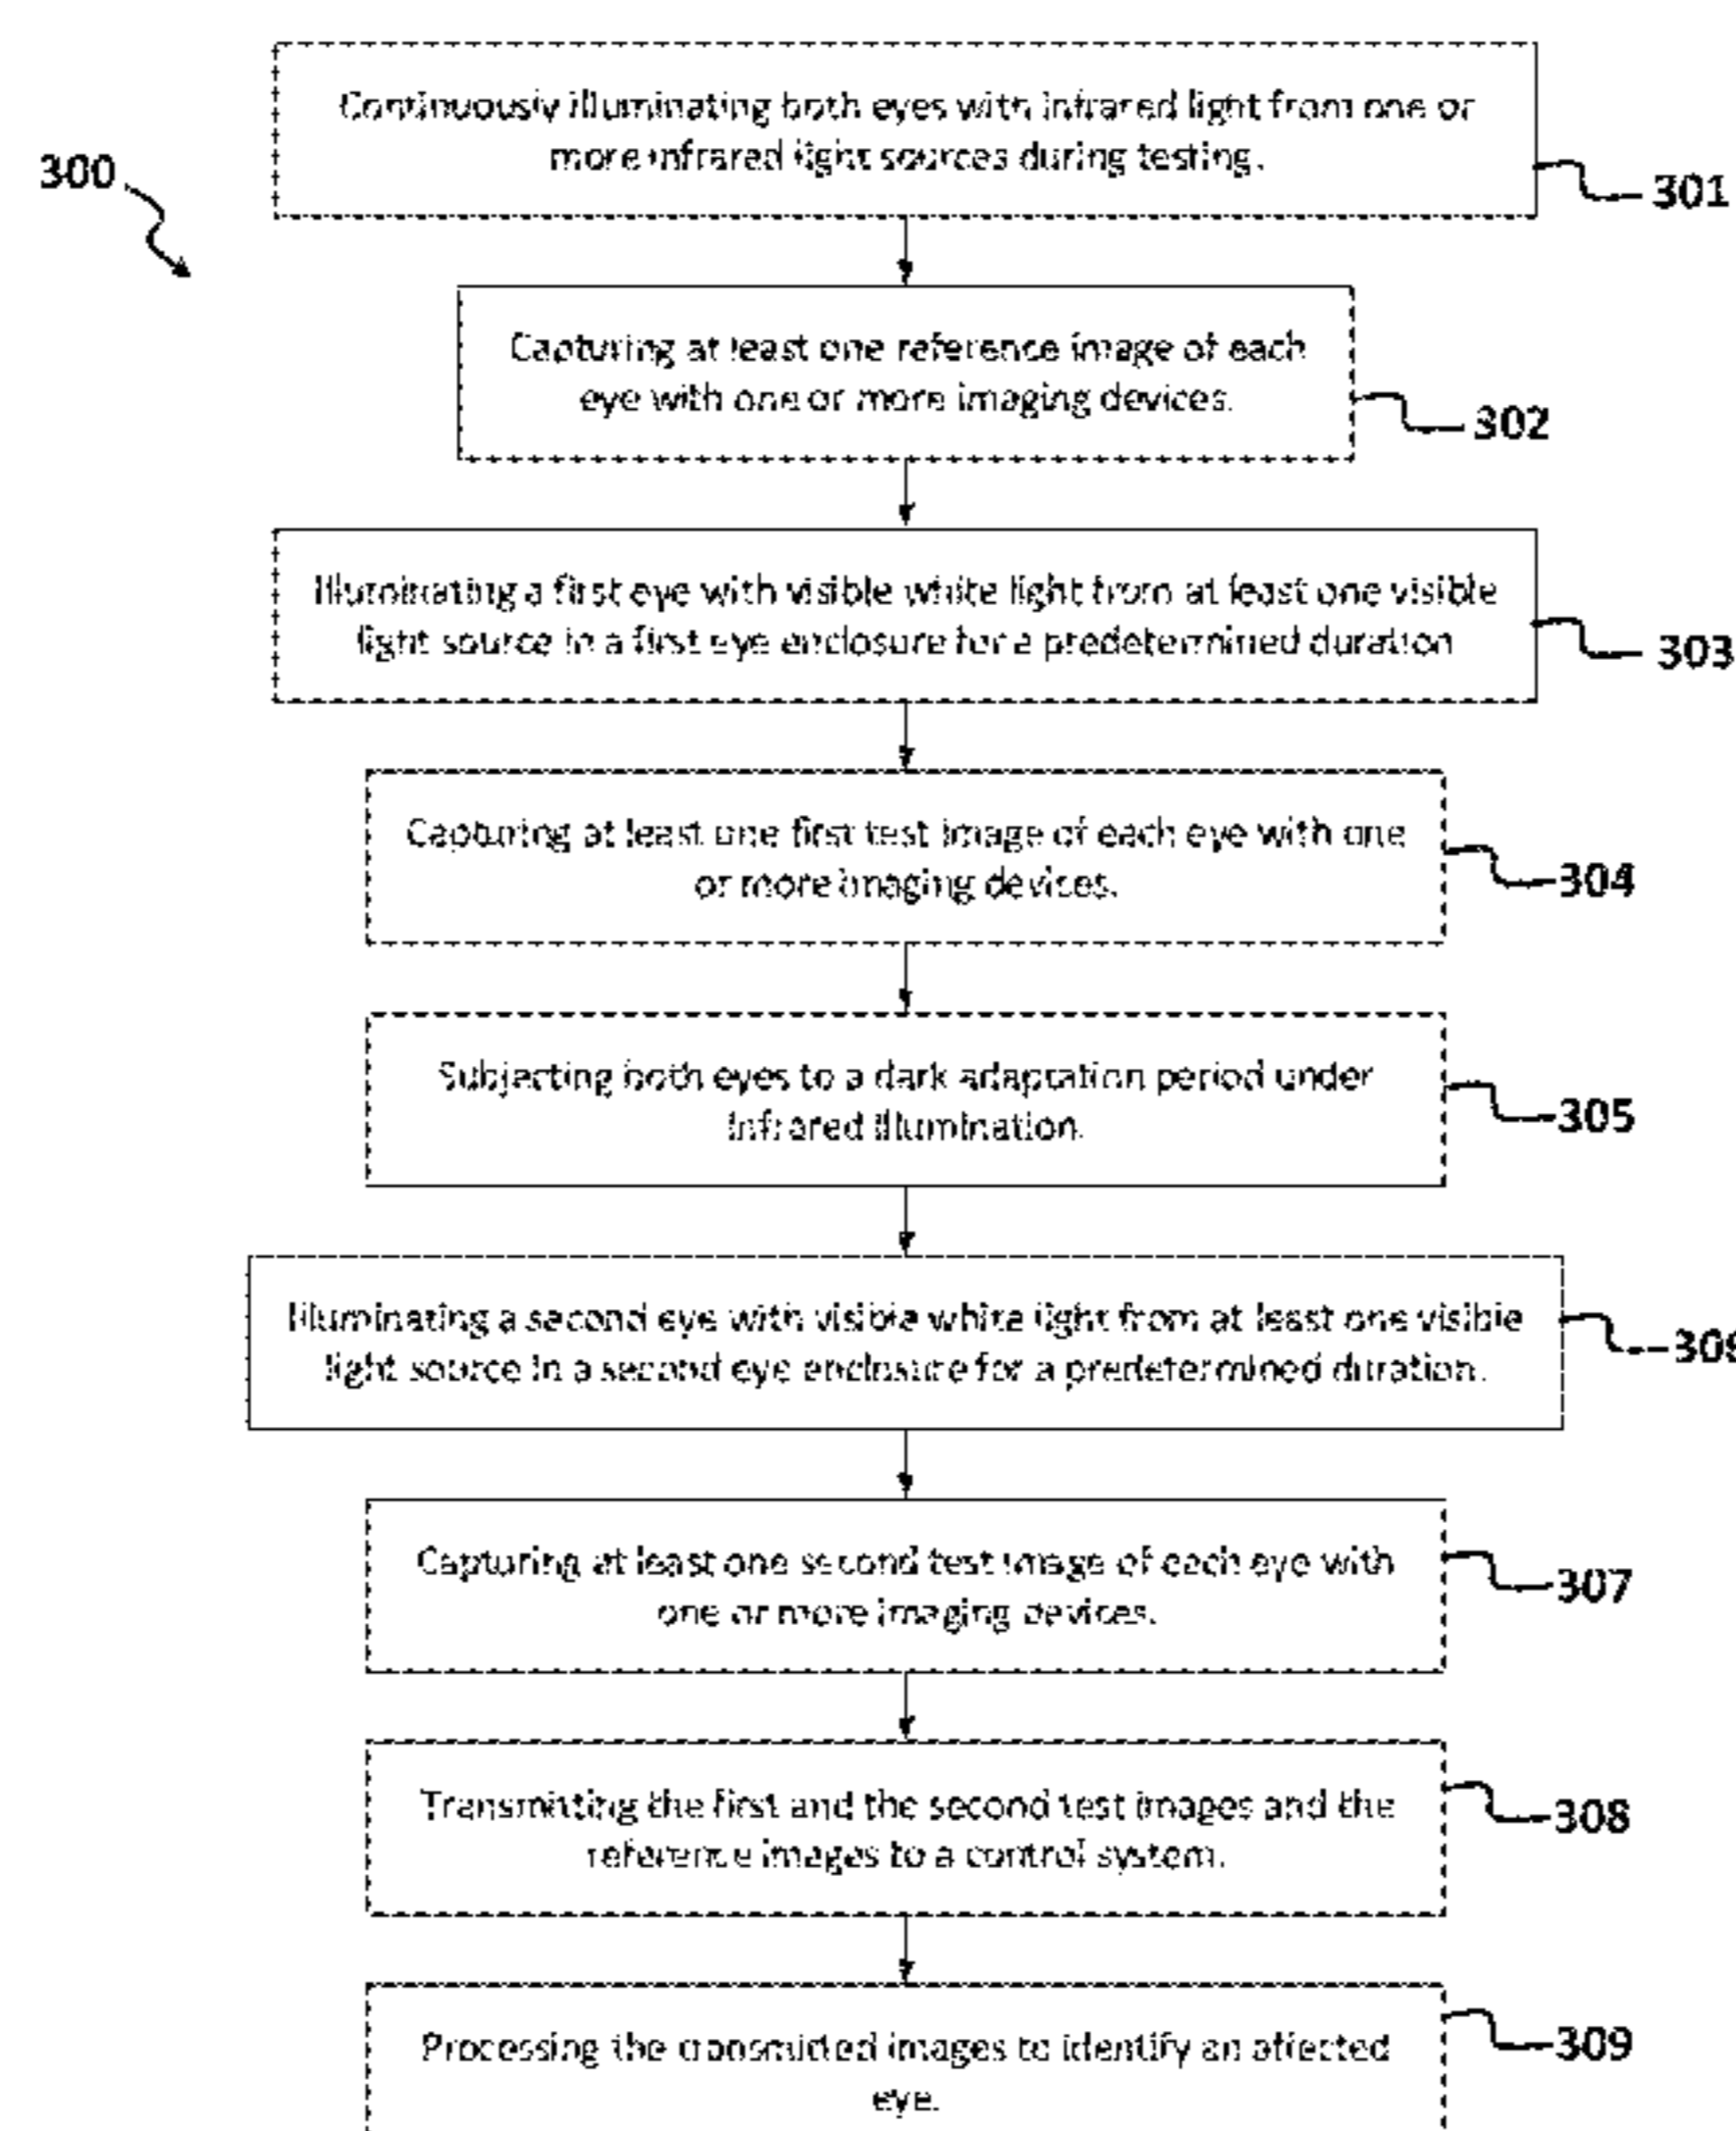 300
Continuously illuminating both eyes with infrared light from one or
more infrared light sources during testing.
301
Capturing at least one reference image of each
eye with one or more imaging devices.
302
Illuminating a first eye with visible white light from at least one visible
light source in a first eye enclosure for a predetermined duration
303
Capturing at least one first test image of each eye with one
or more imaging devices.
304
Subjecting both eyes to a dark adaptation period under
infrared illumination.
305
Illuminating a second eye with visible white light from at least one visible
light source in a second eye enclosure for a predetermined duration.
306
Capturing at least one second test image of each eye with
one or more imaging devices.
307
Transmitting the first and the second test images and the
reference images to a control system.
308
Processing the transmitted images to identify an affected
eye.
309